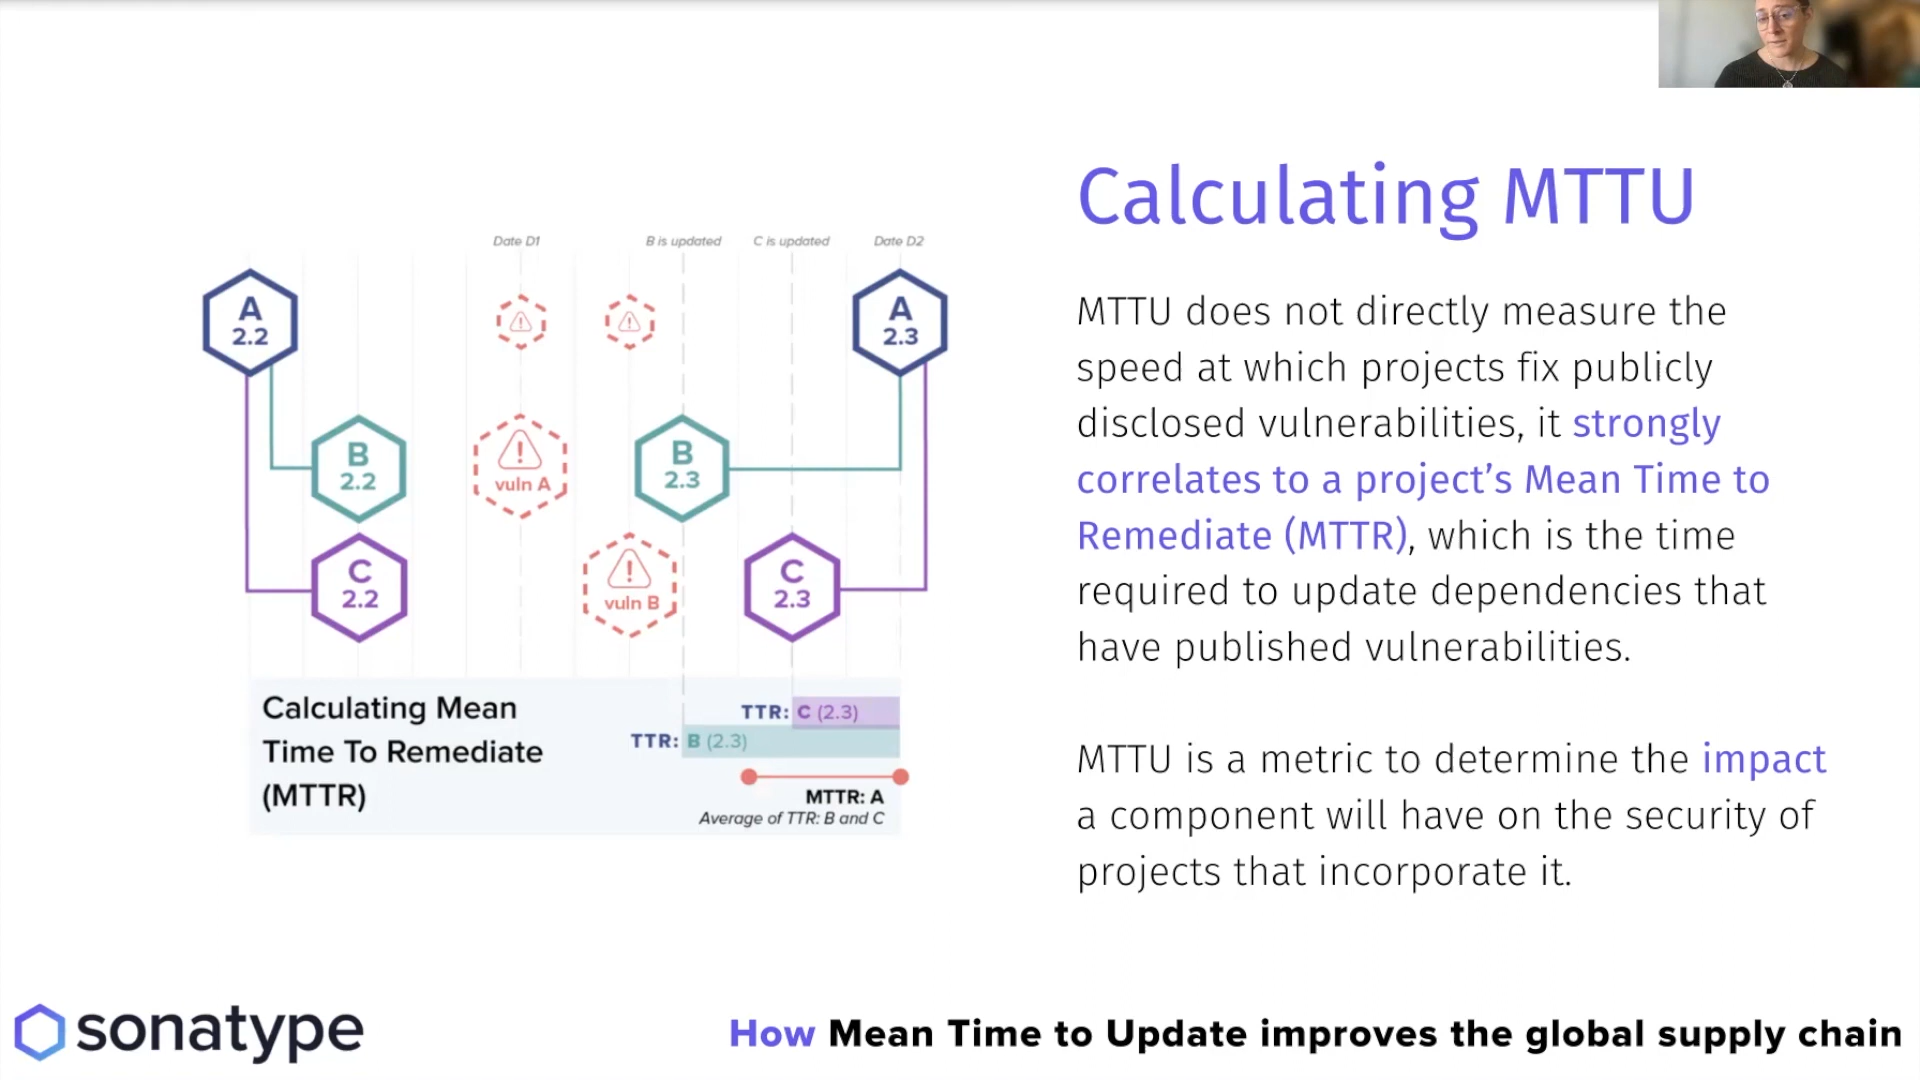 Calculating MTTU
MTTU does not directly measure the
speed at which projects fix publicly
disclosed vulnerabilities, it strongly
correlates to a project’s Mean Time to
Remediate (MTTR), which is the time
required to update dependencies that
have published vulnerabilities.
MTTU is a metric to determine the impact
a component will have on the security of
projects that incorporate it.
Date D1
B is updated
C is updated
Date D2
A
2.2
A
2.3
B
2.2
vuln A
B
2.3
C
2.2
vuln B
C
2.3
Calculating Mean
Time To Remediate
(MTTR)
TTR: C (2.3)
TTR: B (2.3)
MTTR: A
Average of TTR: B and C
sonatype
How Mean Time to Update improves the global supply chain